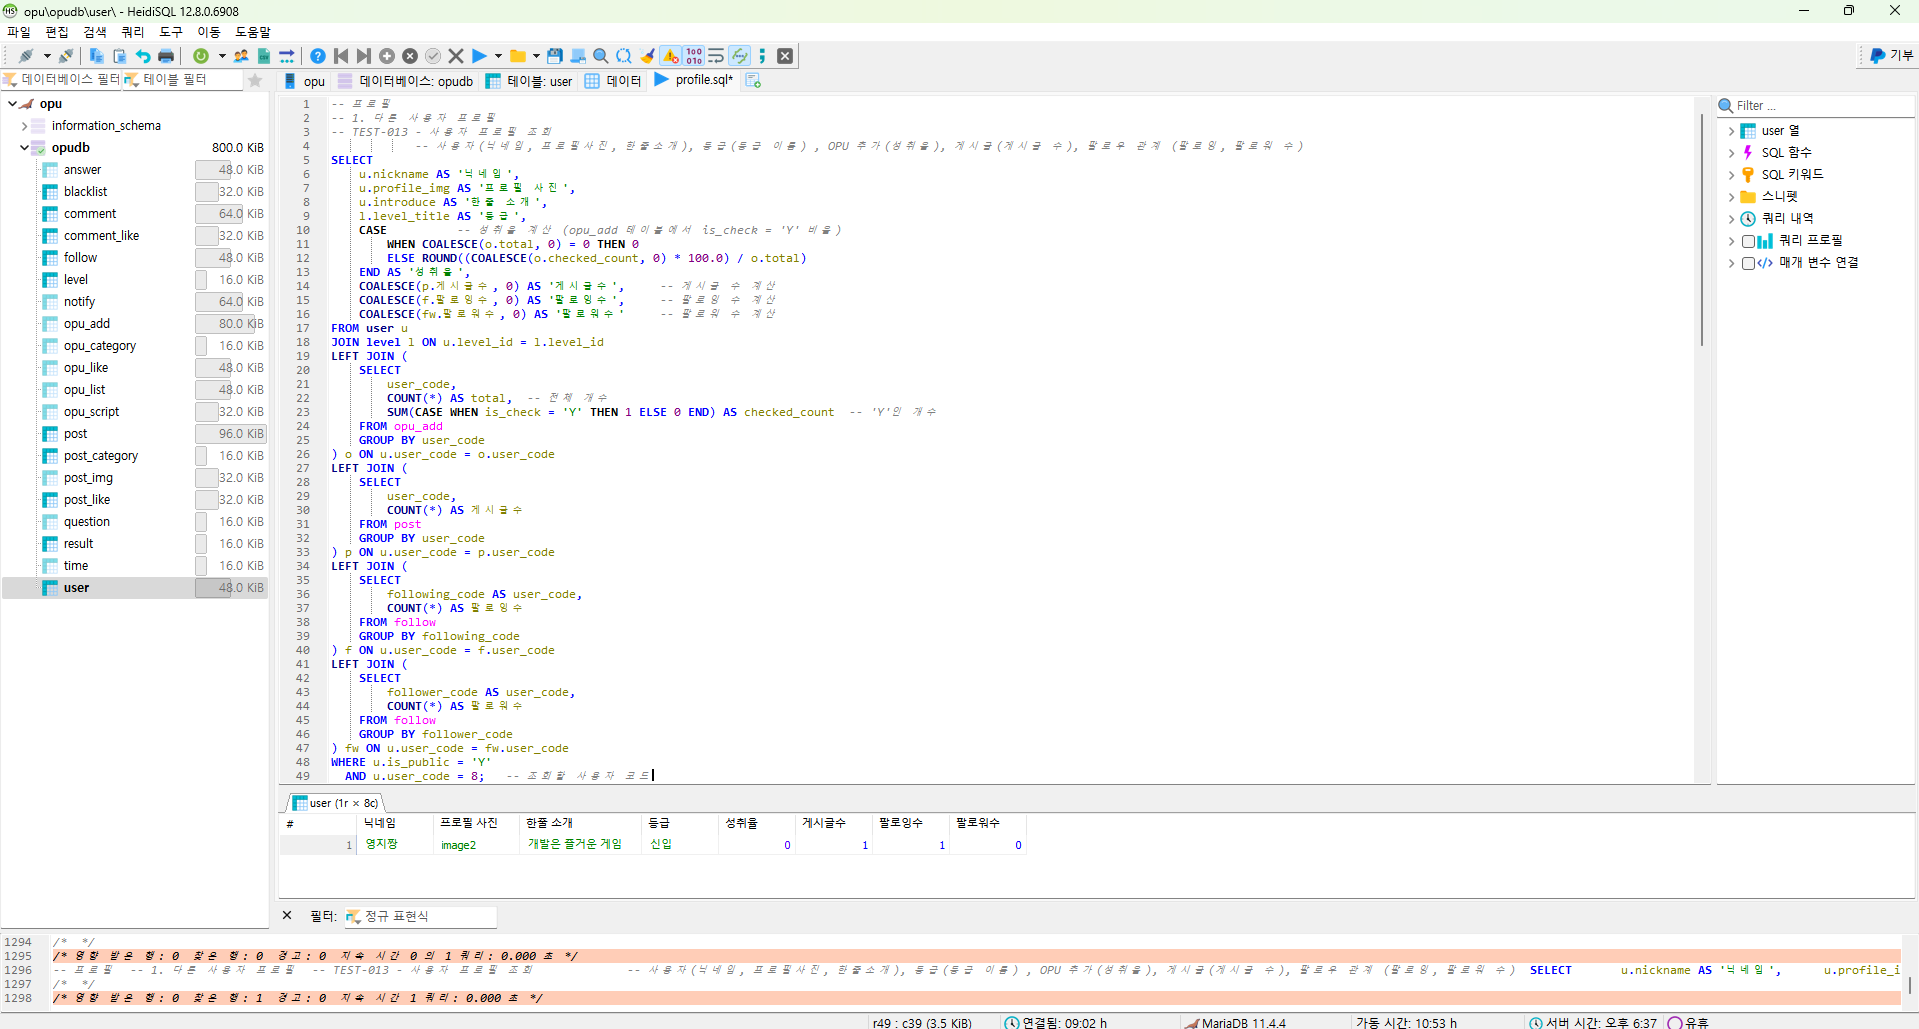 opu\opudb\user\ - HeidiSQL 12.8.0.6908
파일 편집 검색 쿼리 도구 이동 도움말
기부
데이터베이스 필터 테이블 필터
opu 데이터베이스: opudb 테이블: user 데이터 profile.sql*
opu
information_schema
opudb 800.0 KiB
answer 48.0 KiB
blacklist 32.0 KiB
comment 64.0 KiB
comment_like 32.0 KiB
follow 48.0 KiB
level 16.0 KiB
notify 64.0 KiB
opu_add 80.0 KiB
opu_category 16.0 KiB
opu_like 48.0 KiB
opu_list 48.0 KiB
opu_script 32.0 KiB
post 96.0 KiB
post_category 16.0 KiB
post_img 32.0 KiB
post_like 32.0 KiB
question 16.0 KiB
result 16.0 KiB
time 16.0 KiB
user 48.0 KiB
1 -- 프로필
2 -- 1. 다른 사용자 프로필
3 -- TEST-013 - 사용자 프로필 조회
4 -- 사용자(닉네임, 프로필사진, 한줄소개), 등급(등급 이름) , OPU 추가(성취율), 게시글(게시글 수), 팔로우 관계 (팔로잉, 팔로워 수)
5 SELECT
6 u.nickname AS '닉네임',
7 u.profile_img AS '프로필 사진',
8 u.introduce AS '한줄 소개',
9 l.level_title AS '등급',
10 CASE -- 성취율 계산 (opu_add 테이블에서 is_check = 'Y' 비율)
11 WHEN COALESCE(o.total, 0) = 0 THEN 0
12 ELSE ROUND((COALESCE(o.checked_count, 0) * 100.0) / o.total)
13 END AS '성취율',
14 COALESCE(p.게시글수, 0) AS '게시글수', -- 게시글 수 계산
15 COALESCE(f.팔로잉수, 0) AS '팔로잉수', -- 팔로잉 수 계산
16 COALESCE(fw.팔로워수, 0) AS '팔로워수' -- 팔로워 수 계산
17 FROM user u
18 JOIN level l ON u.level_id = l.level_id
19 LEFT JOIN (
20 SELECT
21 user_code,
22 COUNT(*) AS total, -- 전체 개수
23 SUM(CASE WHEN is_check = 'Y' THEN 1 ELSE 0 END) AS checked_count -- 'Y'인 개수
24 FROM opu_add
25 GROUP BY user_code
26 ) o ON u.user_code = o.user_code
27 LEFT JOIN (
28 SELECT
29 user_code,
30 COUNT(*) AS 게시글수
31 FROM post
32 GROUP BY user_code
33 ) p ON u.user_code = p.user_code
34 LEFT JOIN (
35 SELECT
36 following_code AS user_code,
37 COUNT(*) AS 팔로잉수
38 FROM follow
39 GROUP BY following_code
40 ) f ON u.user_code = f.user_code
41 LEFT JOIN (
42 SELECT
43 follower_code AS user_code,
44 COUNT(*) AS 팔로워수
45 FROM follow
46 GROUP BY follower_code
47 ) fw ON u.user_code = fw.user_code
48 WHERE u.is_public = 'Y'
49 AND u.user_code = 8; -- 조회할 사용자 코드
Filter ...
user 열
SQL 함수
SQL 키워드
스니펫
쿼리 내역
쿼리 프로필
매개 변수 연결
user (1r × 8c)
# 닉네임 프로필 사진 한줄 소개 등급 성취율 게시글수 팔로잉수 팔로워수
1 영지짱 image2 개발은 즐거운 게임 신입 0 1 1 0
필터: 정규 표현식
1294 /* */
1295 /* 영향 받은 행: 0 찾은 행: 0 경고: 0 지속 시간 0 의 1 쿼리: 0.000 초 */
1296 -- 프로필 -- 1. 다른 사용자 프로필 -- TEST-013 - 사용자 프로필 조회 -- 사용자(닉네임, 프로필사진, 한줄소개), 등급(등급 이름) , OPU 추가(성취율), 게시글(게시글 수), 팔로우 관계 (팔로잉, 팔로워 수) SELECT u.nickname AS '닉네임', u.profile_i
1297 /* */
1298 /* 영향 받은 행: 0 찾은 행: 1 경고: 0 지속 시간 1 쿼리: 0.000 초 */
r49 : c39 (3.5 KiB) 연결됨: 09:02 h MariaDB 11.4.4 가동 시간: 10:53 h 서버 시간: 오후 6:37 유휴